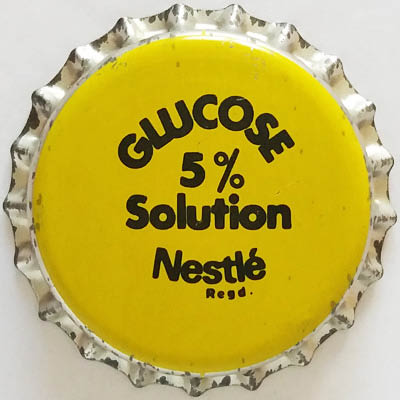 GLUCOSE
5%
Solution
Nestlé
Regd.